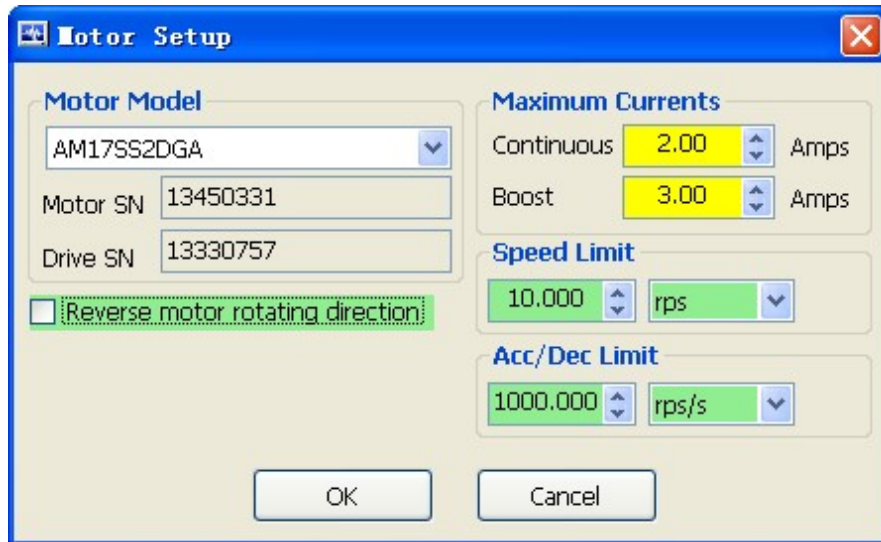 Motor Setup
Motor Model
AM17SS2DGA
Motor SN 13450331
Drive SN 13330757
Reverse motor rotating direction
Maximum Currents
Continuous 2.00 Amps
Boost 3.00 Amps
Speed Limit
10.000 rps
Acc/Dec Limit
1000.000 rps/s
OK
Cancel